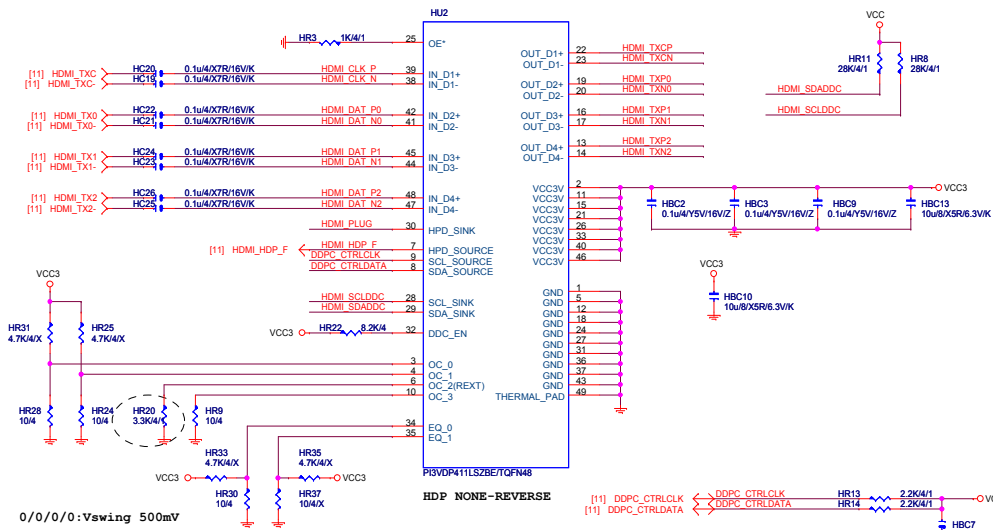 HU2
VCC
HR3 1K/4/1
25 OE*
OUT_D1+ 22 HDMI_TXCP
OUT_D1- 23 HDMI_TXCN
HR11
28K/4/1
HR8
28K/4/1
[11] HDMI_TXC HC20 0.1u/4/X7R/16V/K HDMI_CLK_P 39 IN_D1+
[11] HDMI_TXC- HC19 0.1u/4/X7R/16V/K HDMI_CLK_N 38 IN_D1-
OUT_D2+ 19 HDMI_TXP0
OUT_D2- 20 HDMI_TXN0
HDMI_SDADDC
HDMI_SCLDDC
[11] HDMI_TX0 HC22 0.1u/4/X7R/16V/K HDMI_DAT_P0 42 IN_D2+
[11] HDMI_TX0- HC21 0.1u/4/X7R/16V/K HDMI_DAT_N0 41 IN_D2-
OUT_D3+ 16 HDMI_TXP1
OUT_D3- 17 HDMI_TXN1
[11] HDMI_TX1 HC24 0.1u/4/X7R/16V/K HDMI_DAT_P1 45 IN_D3+
[11] HDMI_TX1- HC23 0.1u/4/X7R/16V/K HDMI_DAT_N1 44 IN_D3-
OUT_D4+ 13 HDMI_TXP2
OUT_D4- 14 HDMI_TXN2
[11] HDMI_TX2 HC26 0.1u/4/X7R/16V/K HDMI_DAT_P2 48 IN_D4+
[11] HDMI_TX2- HC25 0.1u/4/X7R/16V/K HDMI_DAT_N2 47 IN_D4-
VCC3V 2
VCC3V 11
VCC3V 15
VCC3V 21
VCC3V 26
VCC3V 33
VCC3V 40
VCC3V 46
VCC3
HBC2
0.1u/4/Y5V/16V/Z
HBC3
0.1u/4/Y5V/16V/Z
HBC9
0.1u/4/Y5V/16V/Z
HBC13
10u/8/X5R/6.3V/K
HDMI_PLUG 30 HPD_SINK
[11] HDMI_HDP_F HDMI_HDP_F 7 HPD_SOURCE
DDPC_CTRLCLK 9 SCL_SOURCE
DDPC_CTRLDATA 8 SDA_SOURCE
VCC3
HBC10
10u/8/X5R/6.3V/K
HDMI_SCLDDC 28 SCL_SINK
HDMI_SDADDC 29 SDA_SINK
VCC3 HR22 8.2K/4 32 DDC_EN
GND 1
GND 5
GND 12
GND 18
GND 24
GND 27
GND 31
GND 36
GND 37
GND 43
THERMAL_PAD 49
VCC3
HR31
4.7K/4/X
HR25
4.7K/4/X
3 OC_0
4 OC_1
6 OC_2(REXT)
10 OC_3
HR28
10/4
HR24
10/4
HR20
3.3K/4/1
HR9
10/4
34 EQ_0
35 EQ_1
HR33
4.7K/4/X
HR35
4.7K/4/X
VCC3
VCC3
HR30
10/4
HR37
10/4/X
PI3VDP411LSZBE/TQFN48
HDP NONE-REVERSE
0/0/0/0:Vswing 500mV
[11] DDPC_CTRLCLK DDPC_CTRLCLK HR13 2.2K/4/1
[11] DDPC_CTRLDATA DDPC_CTRLDATA HR14 2.2K/4/1
HBC7